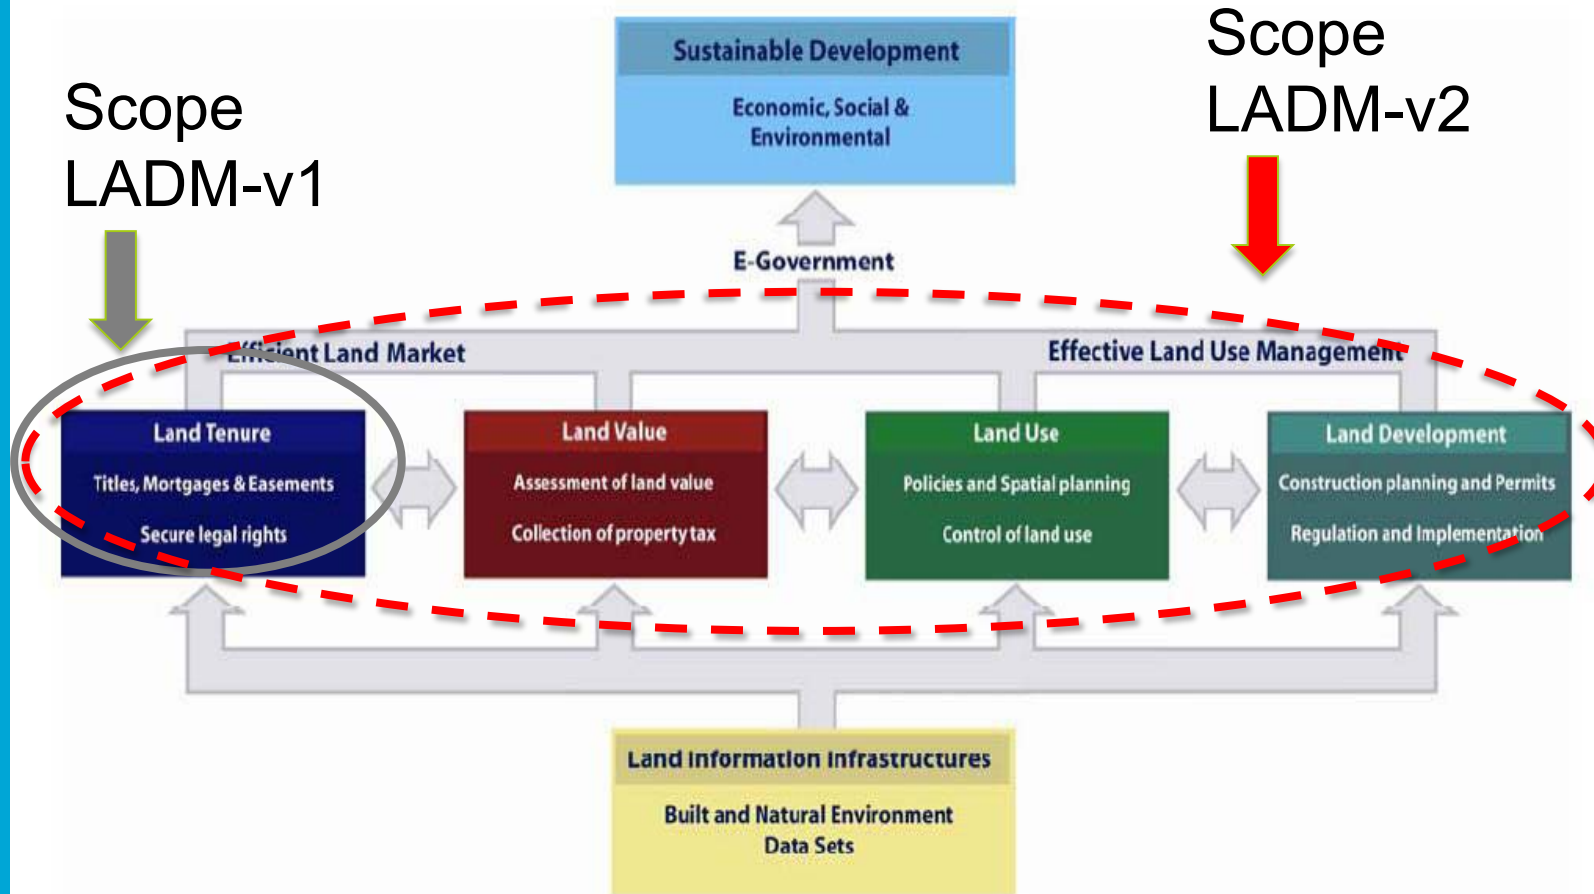 Scope
LADM-v1
Scope
LADM-v2
Sustainable Development
Economic, Social &
Environmental
E-Government
Efficient Land Market
Effective Land Use Management
Land Tenure
Titles, Mortgages & Easements
Secure legal rights
Land Value
Assessment of land value
Collection of property tax
Land Use
Policies and Spatial planning
Control of land use
Land Development
Construction planning and Permits
Regulation and Implementation
Land Information Infrastructures
Built and Natural Environment
Data Sets